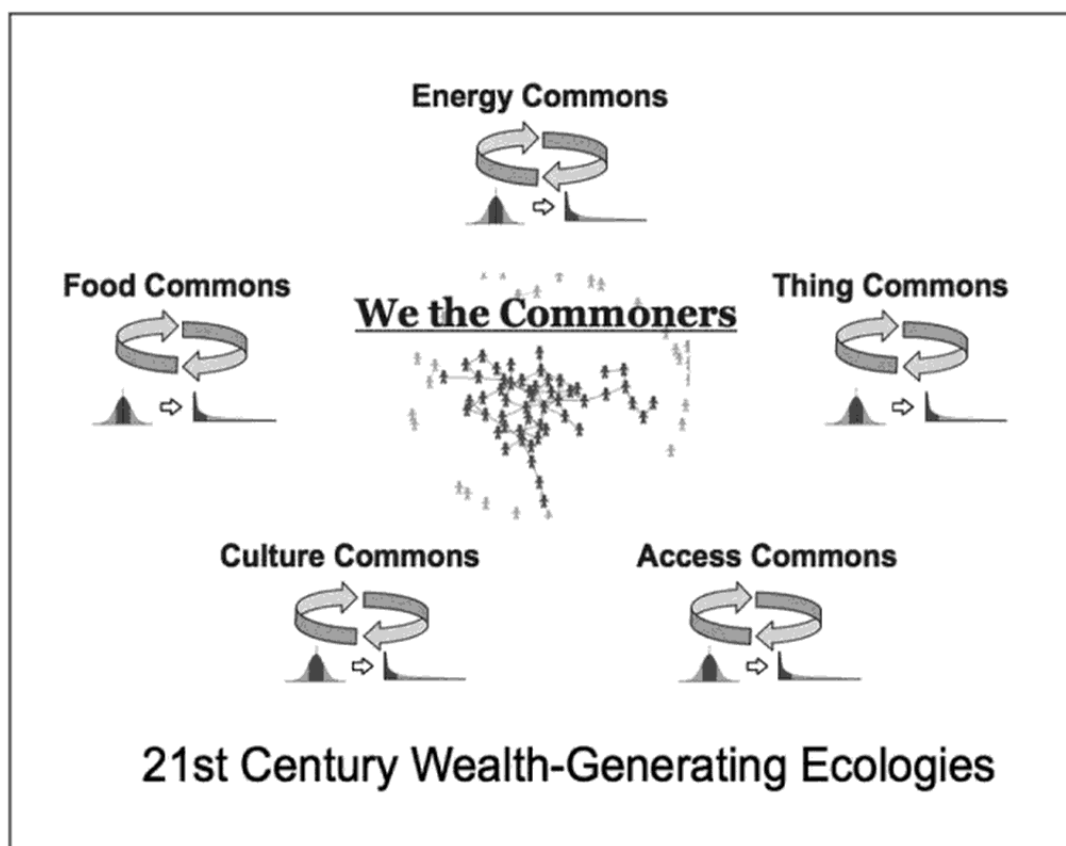 Energy Commons
Food Commons
We the Commoners
Thing Commons
Culture Commons
Access Commons
21st Century Wealth-Generating Ecologies